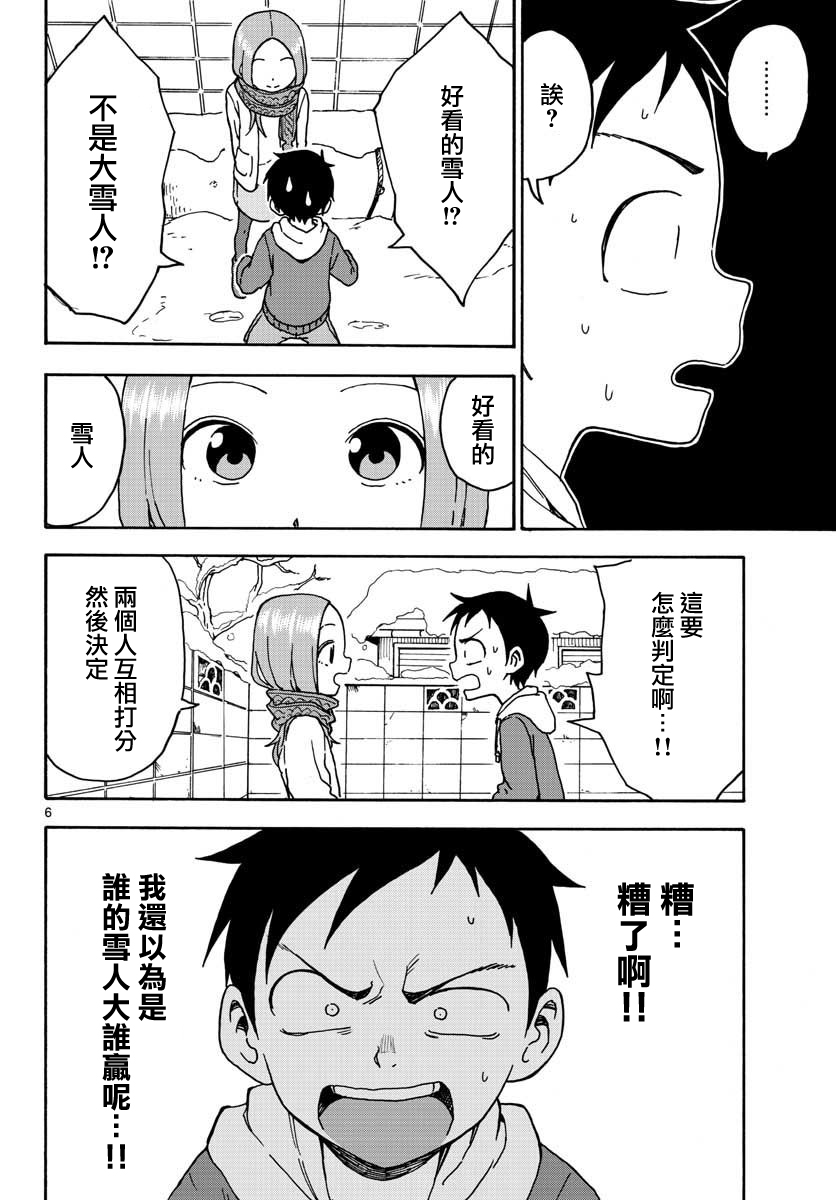 ………
誒?
好看的雪人!?
不是大雪人!?
好看的
雪人
這要
怎麼判定啊…!!
兩個人互相打分
然後決定
6
糟…
糟了啊!!
我還以為是
誰的雪人大誰贏呢…!!